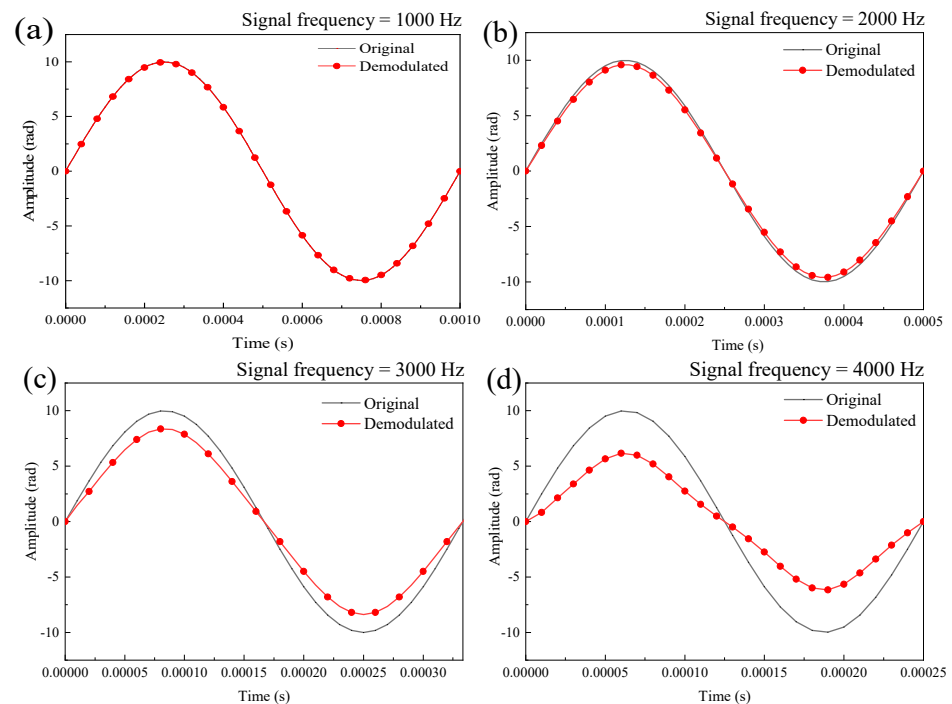 (a)
Signal frequency = 1000 Hz
Original
Demodulated
10
5
0
-5
-10
Amplitude (rad)
0.0000 0.0002 0.0004 0.0006 0.0008 0.0010
Time (s)
(b)
Signal frequency = 2000 Hz
Original
Demodulated
10
5
0
-5
-10
Amplitude (rad)
0.0000 0.0001 0.0002 0.0003 0.0004 0.0005
Time (s)
(c)
Signal frequency = 3000 Hz
Original
Demodulated
10
5
0
-5
-10
Amplitude (rad)
0.00000 0.00005 0.00010 0.00015 0.00020 0.00025 0.00030
Time (s)
(d)
Signal frequency = 4000 Hz
Original
Demodulated
10
5
0
-5
-10
Amplitude (rad)
0.00000 0.00005 0.00010 0.00015 0.00020 0.00025
Time (s)